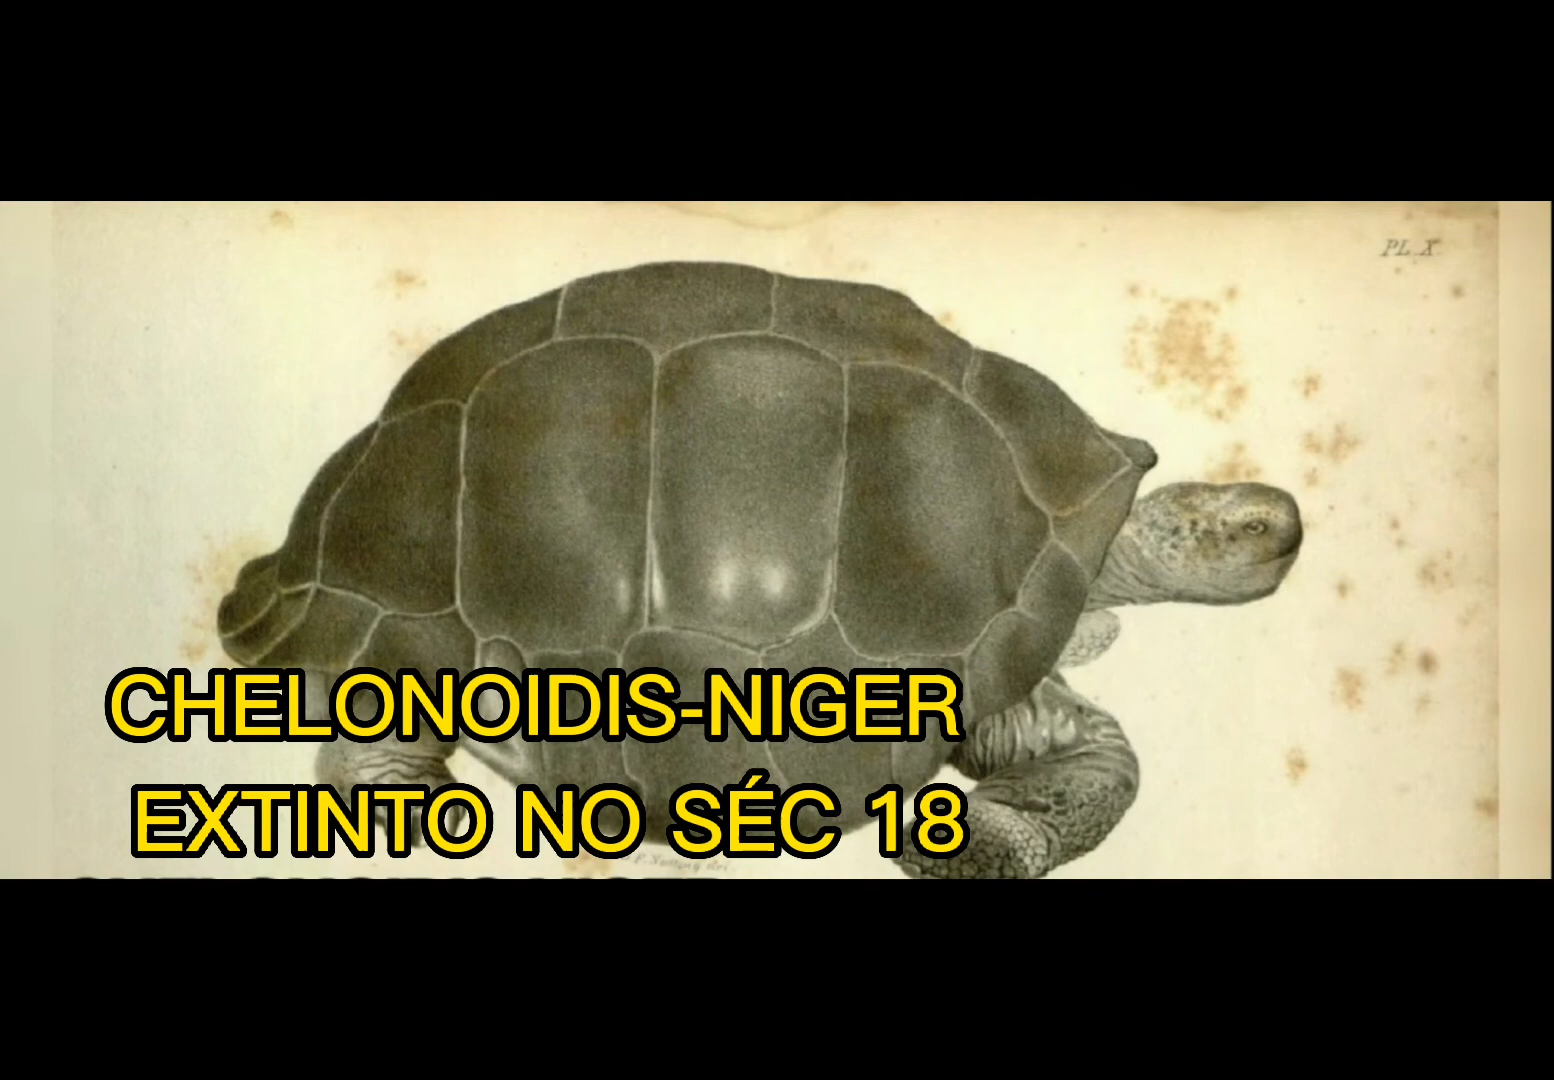 PL. X.
CHELONOIDIS-NIGER
EXTINTO NO SÉC 18